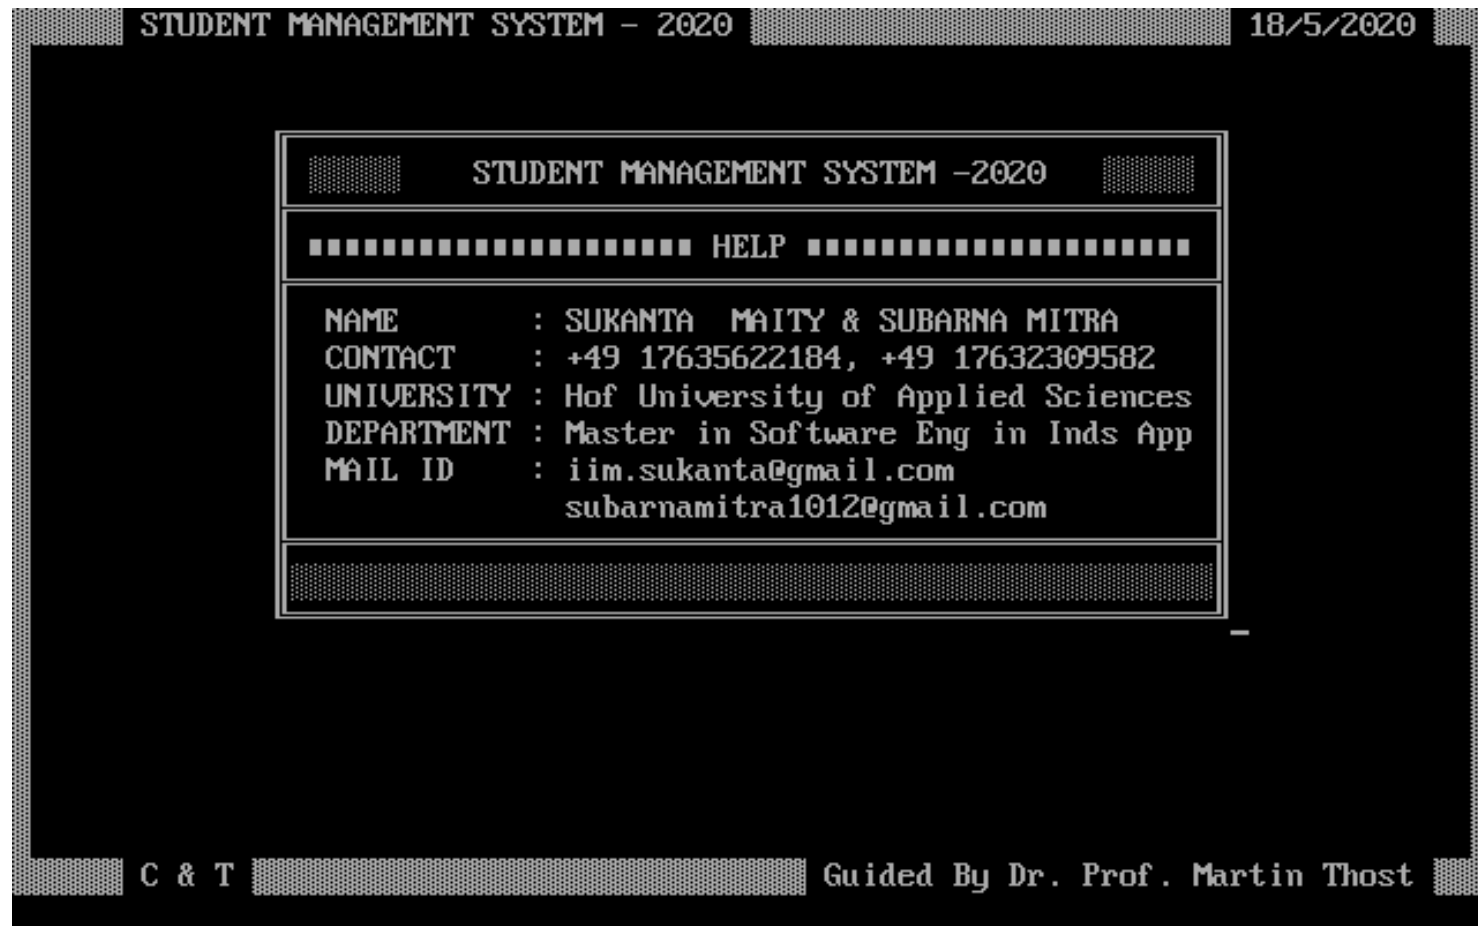 STUDENT MANAGEMENT SYSTEM - 2020 18/5/2020
STUDENT MANAGEMENT SYSTEM -2020
HELP
NAME : SUKANTA MAITY & SUBARNA MITRA
CONTACT : +49 17635622184, +49 17632309582
UNIVERSITY : Hof University of Applied Sciences
DEPARTMENT : Master in Software Eng in Inds App
MAIL ID : iim.sukanta@gmail.com
subarnamitra1012@gmail.com
C & T Guided By Dr. Prof. Martin Thost